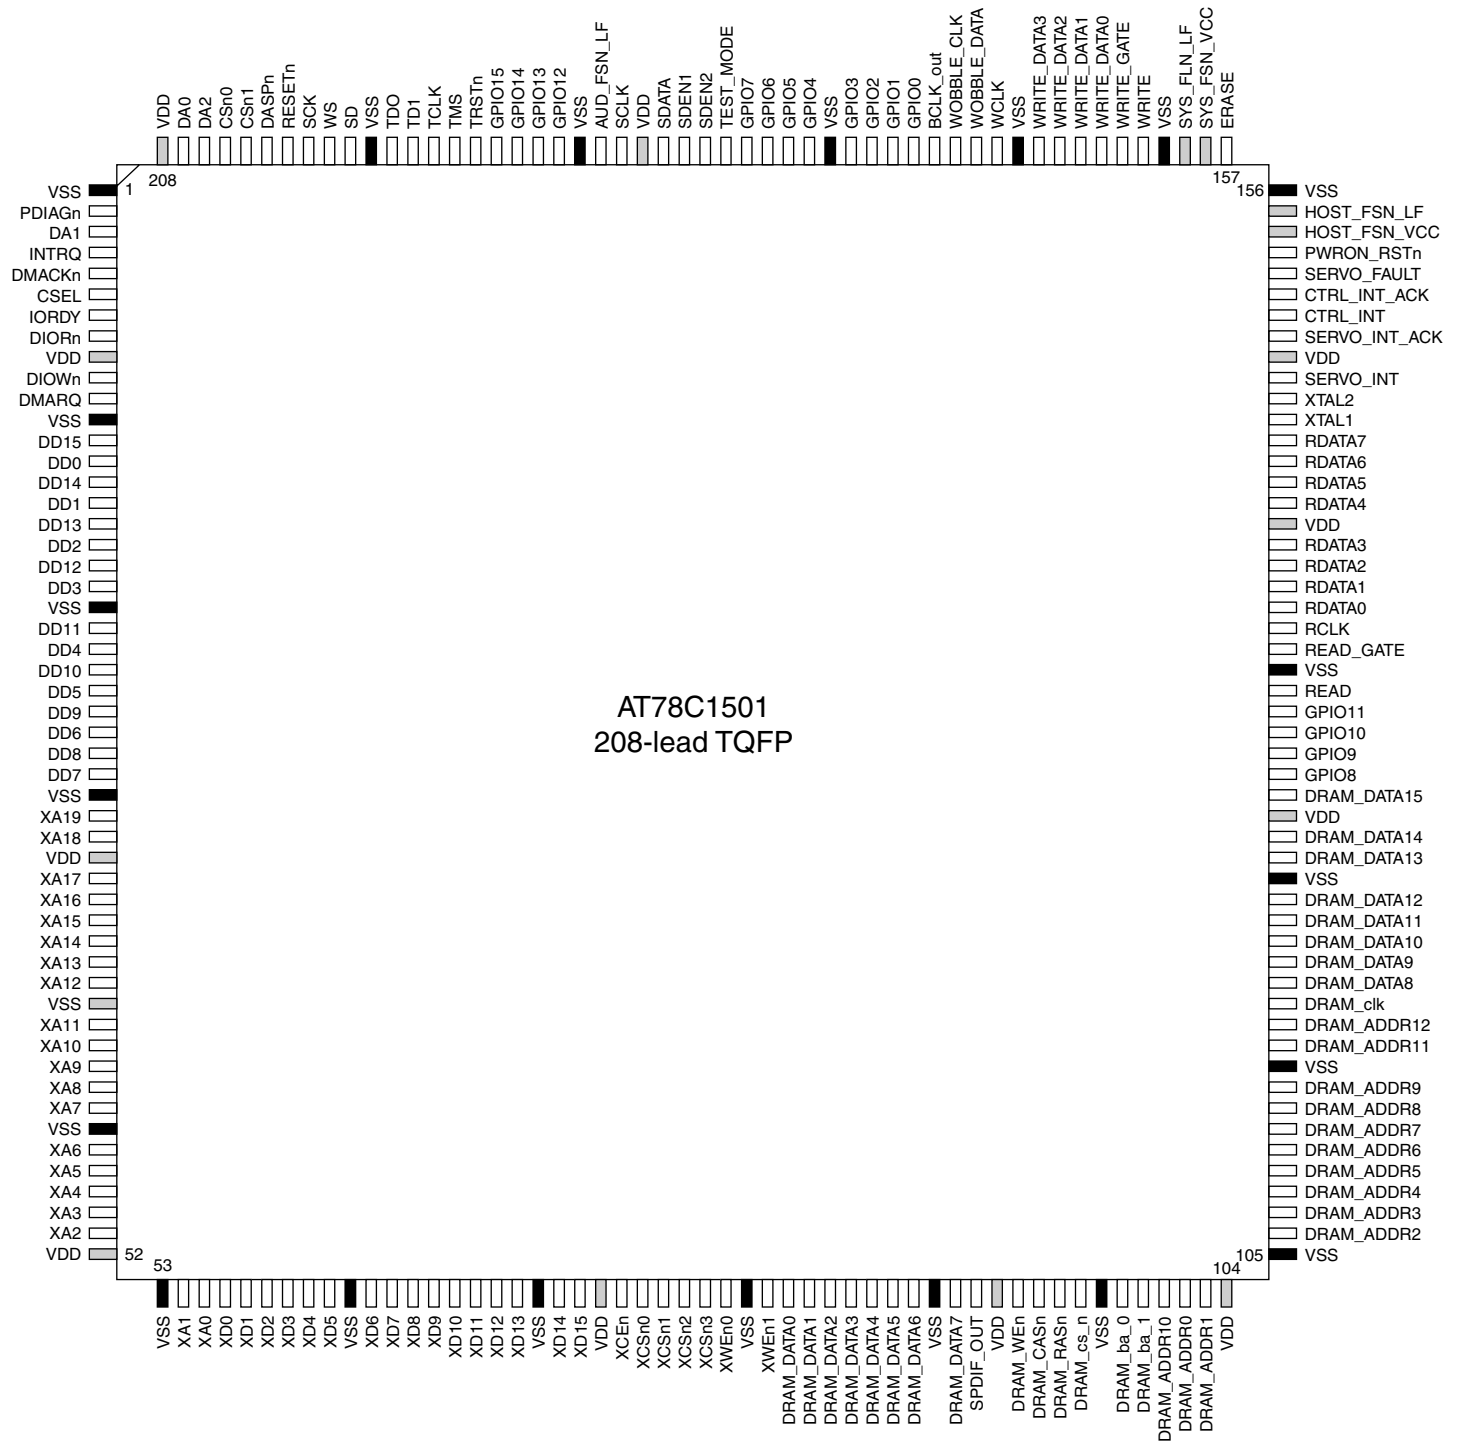 VDD
DA0
DA2
CSn0
CSn1
DASPn
RESETn
SCK
WS
SD
VSS
TDO
TD1
TCLK
TMS
TRSTn
GPIO15
GPIO14
GPIO13
GPIO12
VSS
AUD_FSN_LF
SCLK
VDD
SDATA
SDEN1
SDEN2
TEST_MODE
GPIO7
GPIO6
GPIO5
GPIO4
VSS
GPIO3
GPIO2
GPIO1
GPIO0
BCLK_out
WOBBLE_CLK
WOBBLE_DATA
WCLK
VSS
WRITE_DATA3
WRITE_DATA2
WRITE_DATA1
WRITE_DATA0
WRITE_GATE
WRITE
VSS
SYS_FLN_LF
SYS_FSN_VCC
ERASE
208
157
1
156
VSS
PDIAGn
DA1
INTRQ
DMACKn
CSEL
IORDY
DIORn
VDD
DIOWn
DMARQ
VSS
DD15
DD0
DD14
DD1
DD13
DD2
DD12
DD3
VSS
DD11
DD4
DD10
DD5
DD9
DD6
DD8
DD7
VSS
XA19
XA18
VDD
XA17
XA16
XA15
XA14
XA13
XA12
VSS
XA11
XA10
XA9
XA8
XA7
VSS
XA6
XA5
XA4
XA3
XA2
VDD
AT78C1501
208-lead TQFP
VSS
HOST_FSN_LF
HOST_FSN_VCC
PWRON_RSTn
SERVO_FAULT
CTRL_INT_ACK
CTRL_INT
SERVO_INT_ACK
VDD
SERVO_INT
XTAL2
XTAL1
RDATA7
RDATA6
RDATA5
RDATA4
VDD
RDATA3
RDATA2
RDATA1
RDATA0
RCLK
READ_GATE
VSS
READ
GPIO11
GPIO10
GPIO9
GPIO8
DRAM_DATA15
VDD
DRAM_DATA14
DRAM_DATA13
VSS
DRAM_DATA12
DRAM_DATA11
DRAM_DATA10
DRAM_DATA9
DRAM_DATA8
DRAM_clk
DRAM_ADDR12
DRAM_ADDR11
VSS
DRAM_ADDR9
DRAM_ADDR8
DRAM_ADDR7
DRAM_ADDR6
DRAM_ADDR5
DRAM_ADDR4
DRAM_ADDR3
DRAM_ADDR2
VSS
52
105
53
104
VSS
XA1
XA0
XD0
XD1
XD2
XD3
XD4
XD5
VSS
XD6
XD7
XD8
XD9
XD10
XD11
XD12
XD13
VSS
XD14
XD15
VDD
XCEn
XCSn0
XCSn1
XCSn2
XCSn3
XWEn0
VSS
XWEn1
DRAM_DATA0
DRAM_DATA1
DRAM_DATA2
DRAM_DATA3
DRAM_DATA4
DRAM_DATA5
DRAM_DATA6
VSS
DRAM_DATA7
SPDIF_OUT
VDD
DRAM_WEn
DRAM_CASn
DRAM_RASn
DRAM_cs_n
VSS
DRAM_ba_0
DRAM_ba_1
DRAM_ADDR10
DRAM_ADDR0
DRAM_ADDR1
VDD